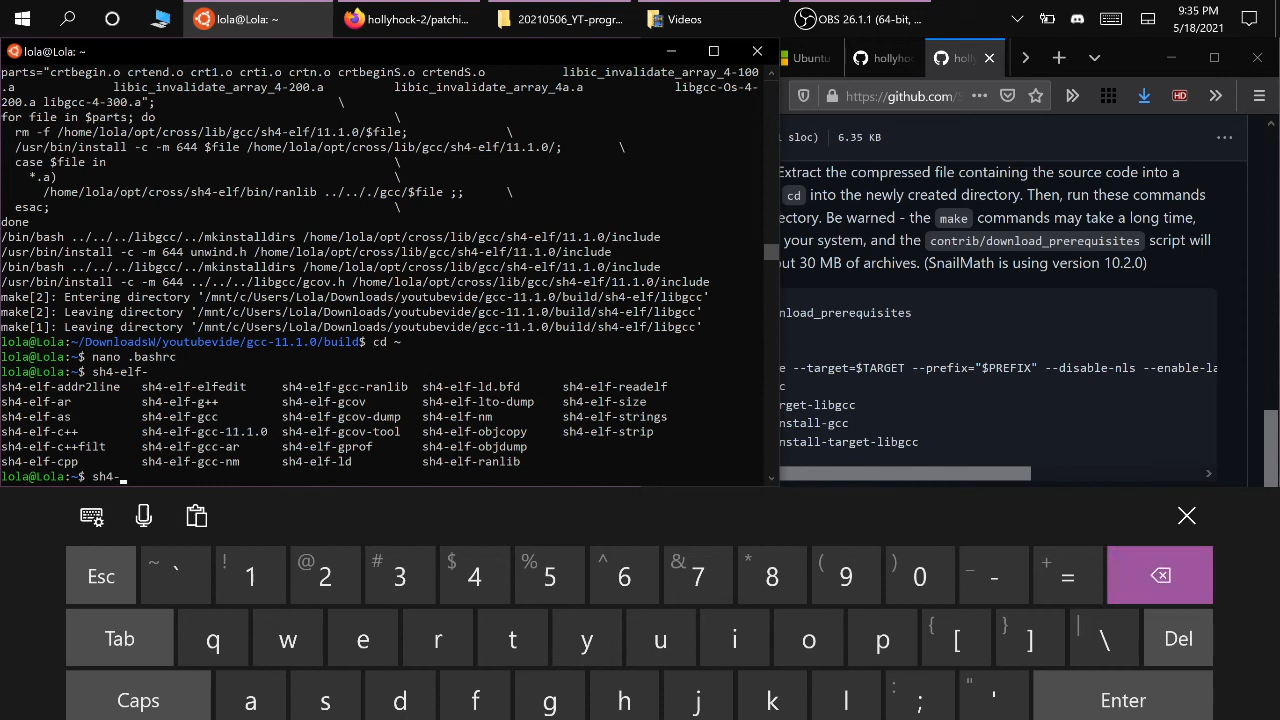 lola@Lola: ~
hollyhock-2/patchi...
20210506_YT-progr...
Videos
OBS 26.1.1 (64-bit, ...
9:35 PM
5/18/2021
lola@Lola: ~
parts="crtbegin.o crtend.o crt1.o crti.o crtn.o crtbeginS.o crtendS.o libic_invalidate_array_4-100
.a libic_invalidate_array_4-200.a libic_invalidate_array_4a.a libgcc-Os-4-
200.a libgcc-4-300.a"; \
for file in $parts; do \
rm -f /home/lola/opt/cross/lib/gcc/sh4-elf/11.1.0/$file; \
/usr/bin/install -c -m 644 $file /home/lola/opt/cross/lib/gcc/sh4-elf/11.1.0/; \
case $file in \
*.a) \
/home/lola/opt/cross/sh4-elf/bin/ranlib ../.././gcc/$file ;; \
esac; \
done
/bin/bash ../../../libgcc/../mkinstalldirs /home/lola/opt/cross/lib/gcc/sh4-elf/11.1.0/include
/usr/bin/install -c -m 644 unwind.h /home/lola/opt/cross/lib/gcc/sh4-elf/11.1.0/include
/bin/bash ../../../libgcc/../mkinstalldirs /home/lola/opt/cross/lib/gcc/sh4-elf/11.1.0/include
/usr/bin/install -c -m 644 ../../../libgcc/gcov.h /home/lola/opt/cross/lib/gcc/sh4-elf/11.1.0/include
make[2]: Entering directory '/mnt/c/Users/Lola/Downloads/youtubevide/gcc-11.1.0/build/sh4-elf/libgcc'
make[2]: Leaving directory '/mnt/c/Users/Lola/Downloads/youtubevide/gcc-11.1.0/build/sh4-elf/libgcc'
make[1]: Leaving directory '/mnt/c/Users/Lola/Downloads/youtubevide/gcc-11.1.0/build/sh4-elf/libgcc'
lola@Lola:~/DownloadsW/youtubevide/gcc-11.1.0/build$ cd ~
lola@Lola:~$ nano .bashrc
lola@Lola:~$ sh4-elf-
sh4-elf-addr2line sh4-elf-elfedit sh4-elf-gcc-ranlib sh4-elf-ld.bfd sh4-elf-readelf
sh4-elf-ar sh4-elf-g++ sh4-elf-gcov sh4-elf-lto-dump sh4-elf-size
sh4-elf-as sh4-elf-gcc sh4-elf-gcov-dump sh4-elf-nm sh4-elf-strings
sh4-elf-c++ sh4-elf-gcc-11.1.0 sh4-elf-gcov-tool sh4-elf-objcopy sh4-elf-strip
sh4-elf-c++filt sh4-elf-gcc-ar sh4-elf-gprof sh4-elf-objdump
sh4-elf-cpp sh4-elf-gcc-nm sh4-elf-ld sh4-elf-ranlib
lola@Lola:~$ sh4-
Ubuntu
hollyho
holly
https://github.com/
HD
sloc) 6.35 KB
Extract the compressed file containing the source code into a
cd into the newly created directory. Then, run these commands
ectory. Be warned - the make commands may take a long time,
your system, and the contrib/download_prerequisites script will
out 30 MB of archives. (SnailMath is using version 10.2.0)
wnload_prerequisites
e --target=$TARGET --prefix="$PREFIX" --disable-nls --enable-la
c
rget-libgcc
nstall-gcc
nstall-target-libgcc
Esc ~ ` ! 1 @ 2 # 3 $ 4 % 5 ^ 6 & 7 * 8 ( 9 ) 0 _ - + =
Tab q w e r t y u i o p { [ } ] | \ Del
Caps a s d f g h j k l : ; " ' Enter